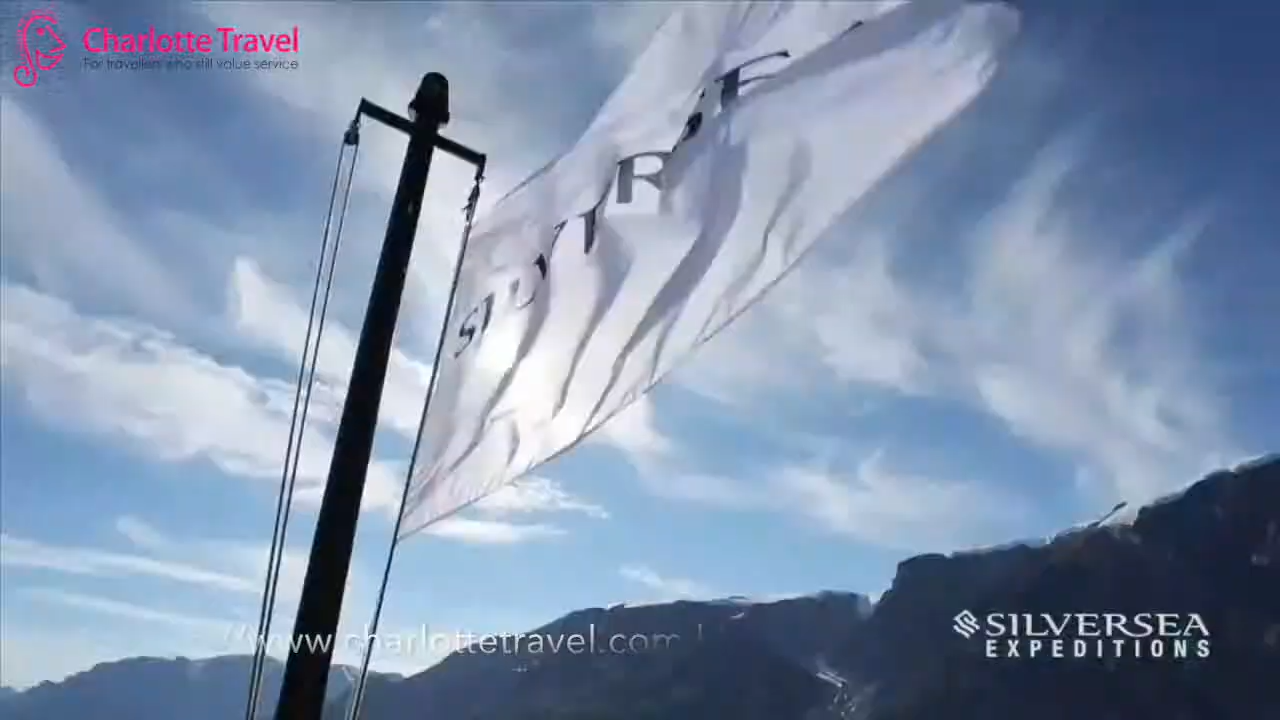 Charlotte Travel
For travellers who still value service
//www.charlottetravel.com
SILVERSEA
EXPEDITIONS